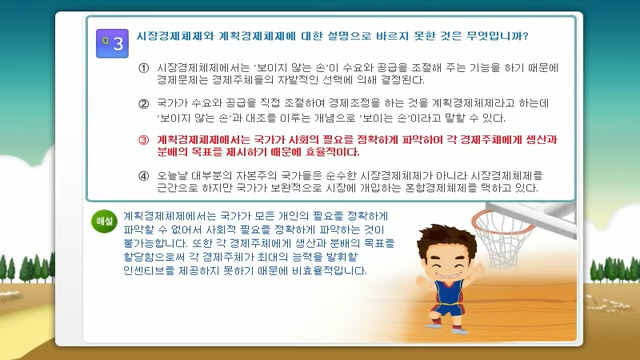 Q 3
시장경제체제와 계획경제체제에 대한 설명으로 바르지 못한 것은 무엇입니까?
① 시장경제체제에서는 ‘보이지 않는 손’이 수요와 공급을 조절해 주는 기능을 하기 때문에
경제문제는 경제주체들의 자발적인 선택에 의해 결정된다.
② 국가가 수요와 공급을 직접 조절하며 경제조정을 하는 것을 계획경제체제라고 하는데
‘보이지 않는 손’과 대조를 이루는 개념으로 ‘보이는 손’이라고 말할 수 있다.
③ 계획경제체제에서는 국가가 사회의 필요를 정확하게 파악하며 각 경제주체에게 생산과
분배의 목표를 제시하기 때문에 효율적이다.
④ 오늘날 대부분의 자본주의 국가들은 순수한 시장경제체제가 아니라 시장경제체제를
근간으로 하지만 국가가 보완적으로 시장에 개입하는 혼합경제체제를 택하고 있다.
해설
계획경제체제에서는 국가가 모든 개인의 필요를 정확하게
파악할 수 없어서 사회적 필요를 정확하게 파악하는 것이
불가능합니다. 또한 각 경제주체에게 생산과 분배의 목표를
할당함으로써 각 경제주체가 최대의 능력을 발휘할
인센티브를 제공하지 못하기 때문에 비효율적입니다.